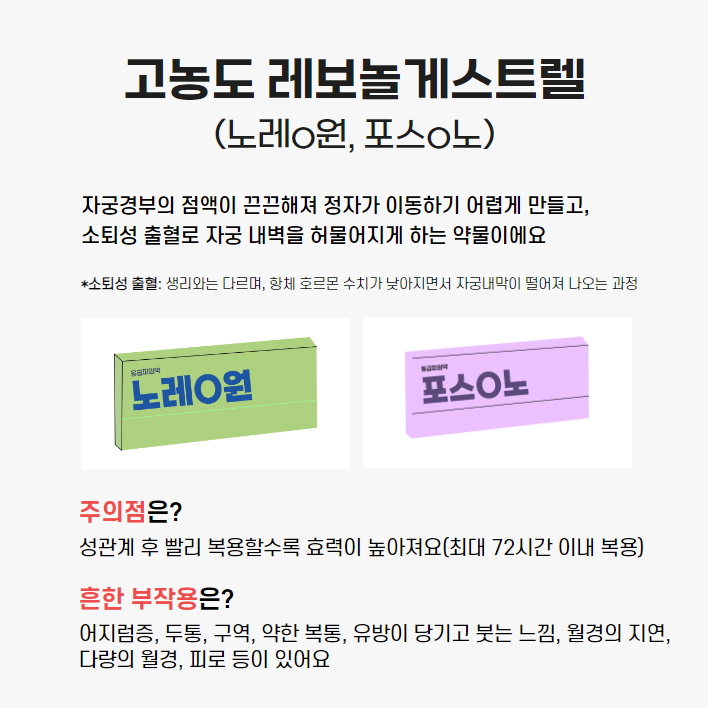 고농도 레보놀게스트렐
(노레O원, 포스O노)
자궁경부의 점액이 끈끈해져 정자가 이동하기 어렵게 만들고,
소퇴성 출혈로 자궁 내벽을 허물어지게 하는 약물이에요
*소퇴성 출혈: 생리와는 다르며, 항체 호르몬 수치가 낮아지면서 자궁내막이 떨어져 나오는 과정
응급피임약
노레O원
응급피임약
포스O노
주의점은?
성관계 후 빨리 복용할수록 효력이 높아져요(최대 72시간 이내 복용)
흔한 부작용은?
어지럼증, 두통, 구역, 약한 복통, 유방이 당기고 붓는 느낌, 월경의 지연,
다량의 월경, 피로 등이 있어요